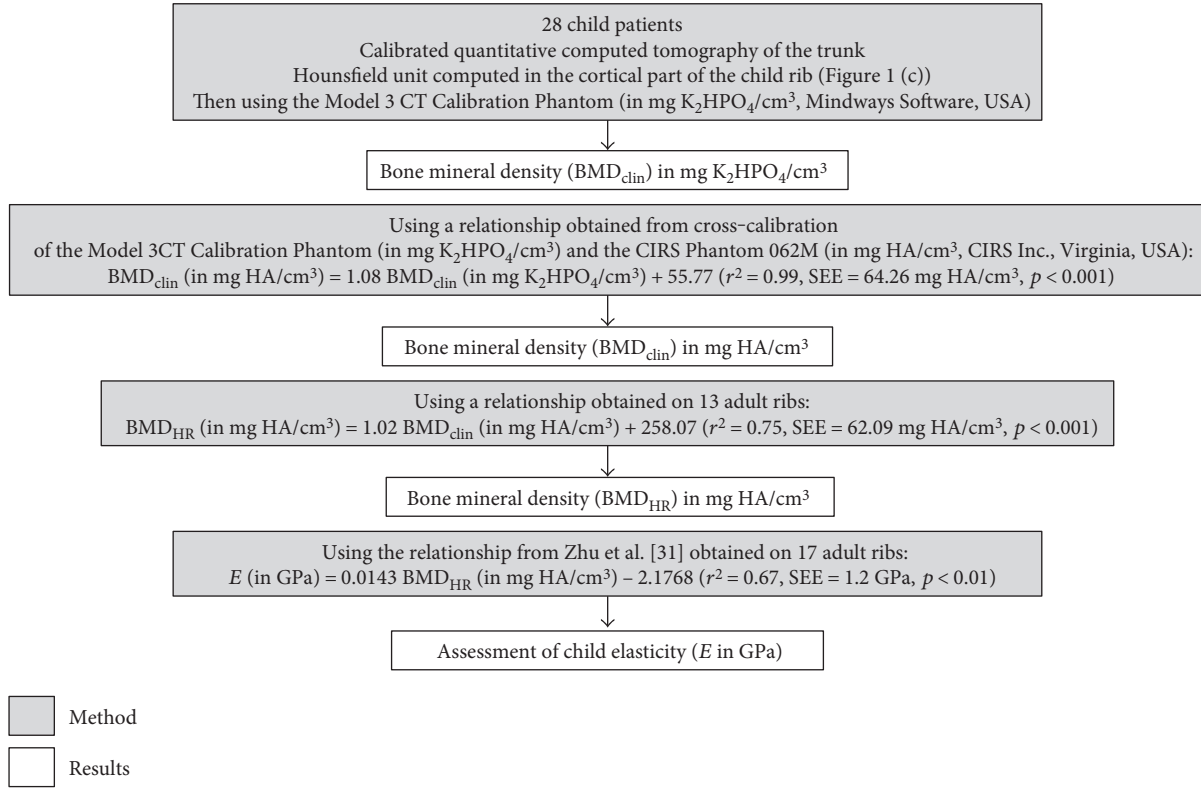 28 child patients
Calibrated quantitative computed tomography of the trunk
Hounsfield unit computed in the cortical part of the child rib (Figure 1 (c))
Then using the Model 3 CT Calibration Phantom (in mg K₂HPO₄/cm³, Mindways Software, USA)
Bone mineral density (BMD_clin) in mg K₂HPO₄/cm³
Using a relationship obtained from cross-calibration
of the Model 3CT Calibration Phantom (in mg K₂HPO₄/cm³) and the CIRS Phantom 062M (in mg HA/cm³, CIRS Inc., Virginia, USA):
BMD_clin (in mg HA/cm³) = 1.08 BMD_clin (in mg K₂HPO₄/cm³) + 55.77 (r² = 0.99, SEE = 64.26 mg HA/cm³, p < 0.001)
Bone mineral density (BMD_clin) in mg HA/cm³
Using a relationship obtained on 13 adult ribs:
BMD_HR (in mg HA/cm³) = 1.02 BMD_clin (in mg HA/cm³) + 258.07 (r² = 0.75, SEE = 62.09 mg HA/cm³, p < 0.001)
Bone mineral density (BMD_HR) in mg HA/cm³
Using the relationship from Zhu et al. [31] obtained on 17 adult ribs:
E (in GPa) = 0.0143 BMD_HR (in mg HA/cm³) – 2.1768 (r² = 0.67, SEE = 1.2 GPa, p < 0.01)
Assessment of child elasticity (E in GPa)
Method
Results